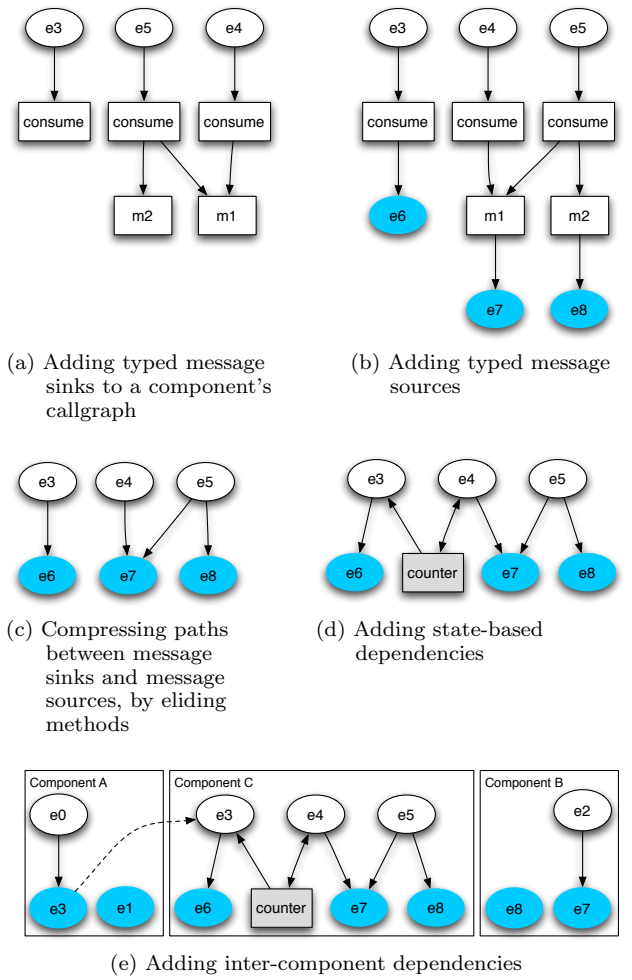 e3 e5 e4
consume consume consume
m2 m1
(a) Adding typed message
sinks to a component's
callgraph
e3 e4 e5
consume consume consume
e6 m1 m2
e7 e8
(b) Adding typed message
sources
e3 e4 e5
e6 e7 e8
(c) Compressing paths
between message
sinks and message
sources, by eliding
methods
e3 e4 e5
e6 counter e7 e8
(d) Adding state-based
dependencies
Component A
e0
e3 e1
Component C
e3 e4 e5
e6 counter e7 e8
Component B
e2
e8 e7
(e) Adding inter-component dependencies